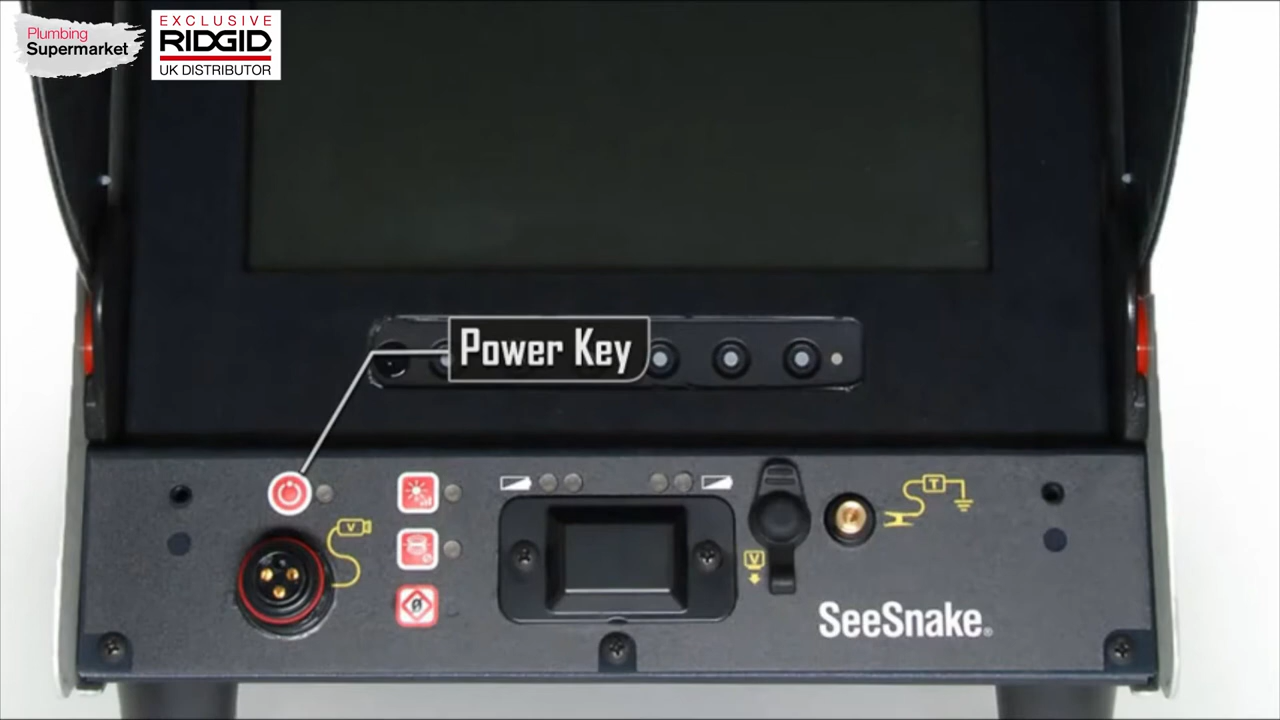 Plumbing
Supermarket
EXCLUSIVE
RIDGID
UK DISTRIBUTOR
Power Key
V
T
V
SeeSnake®